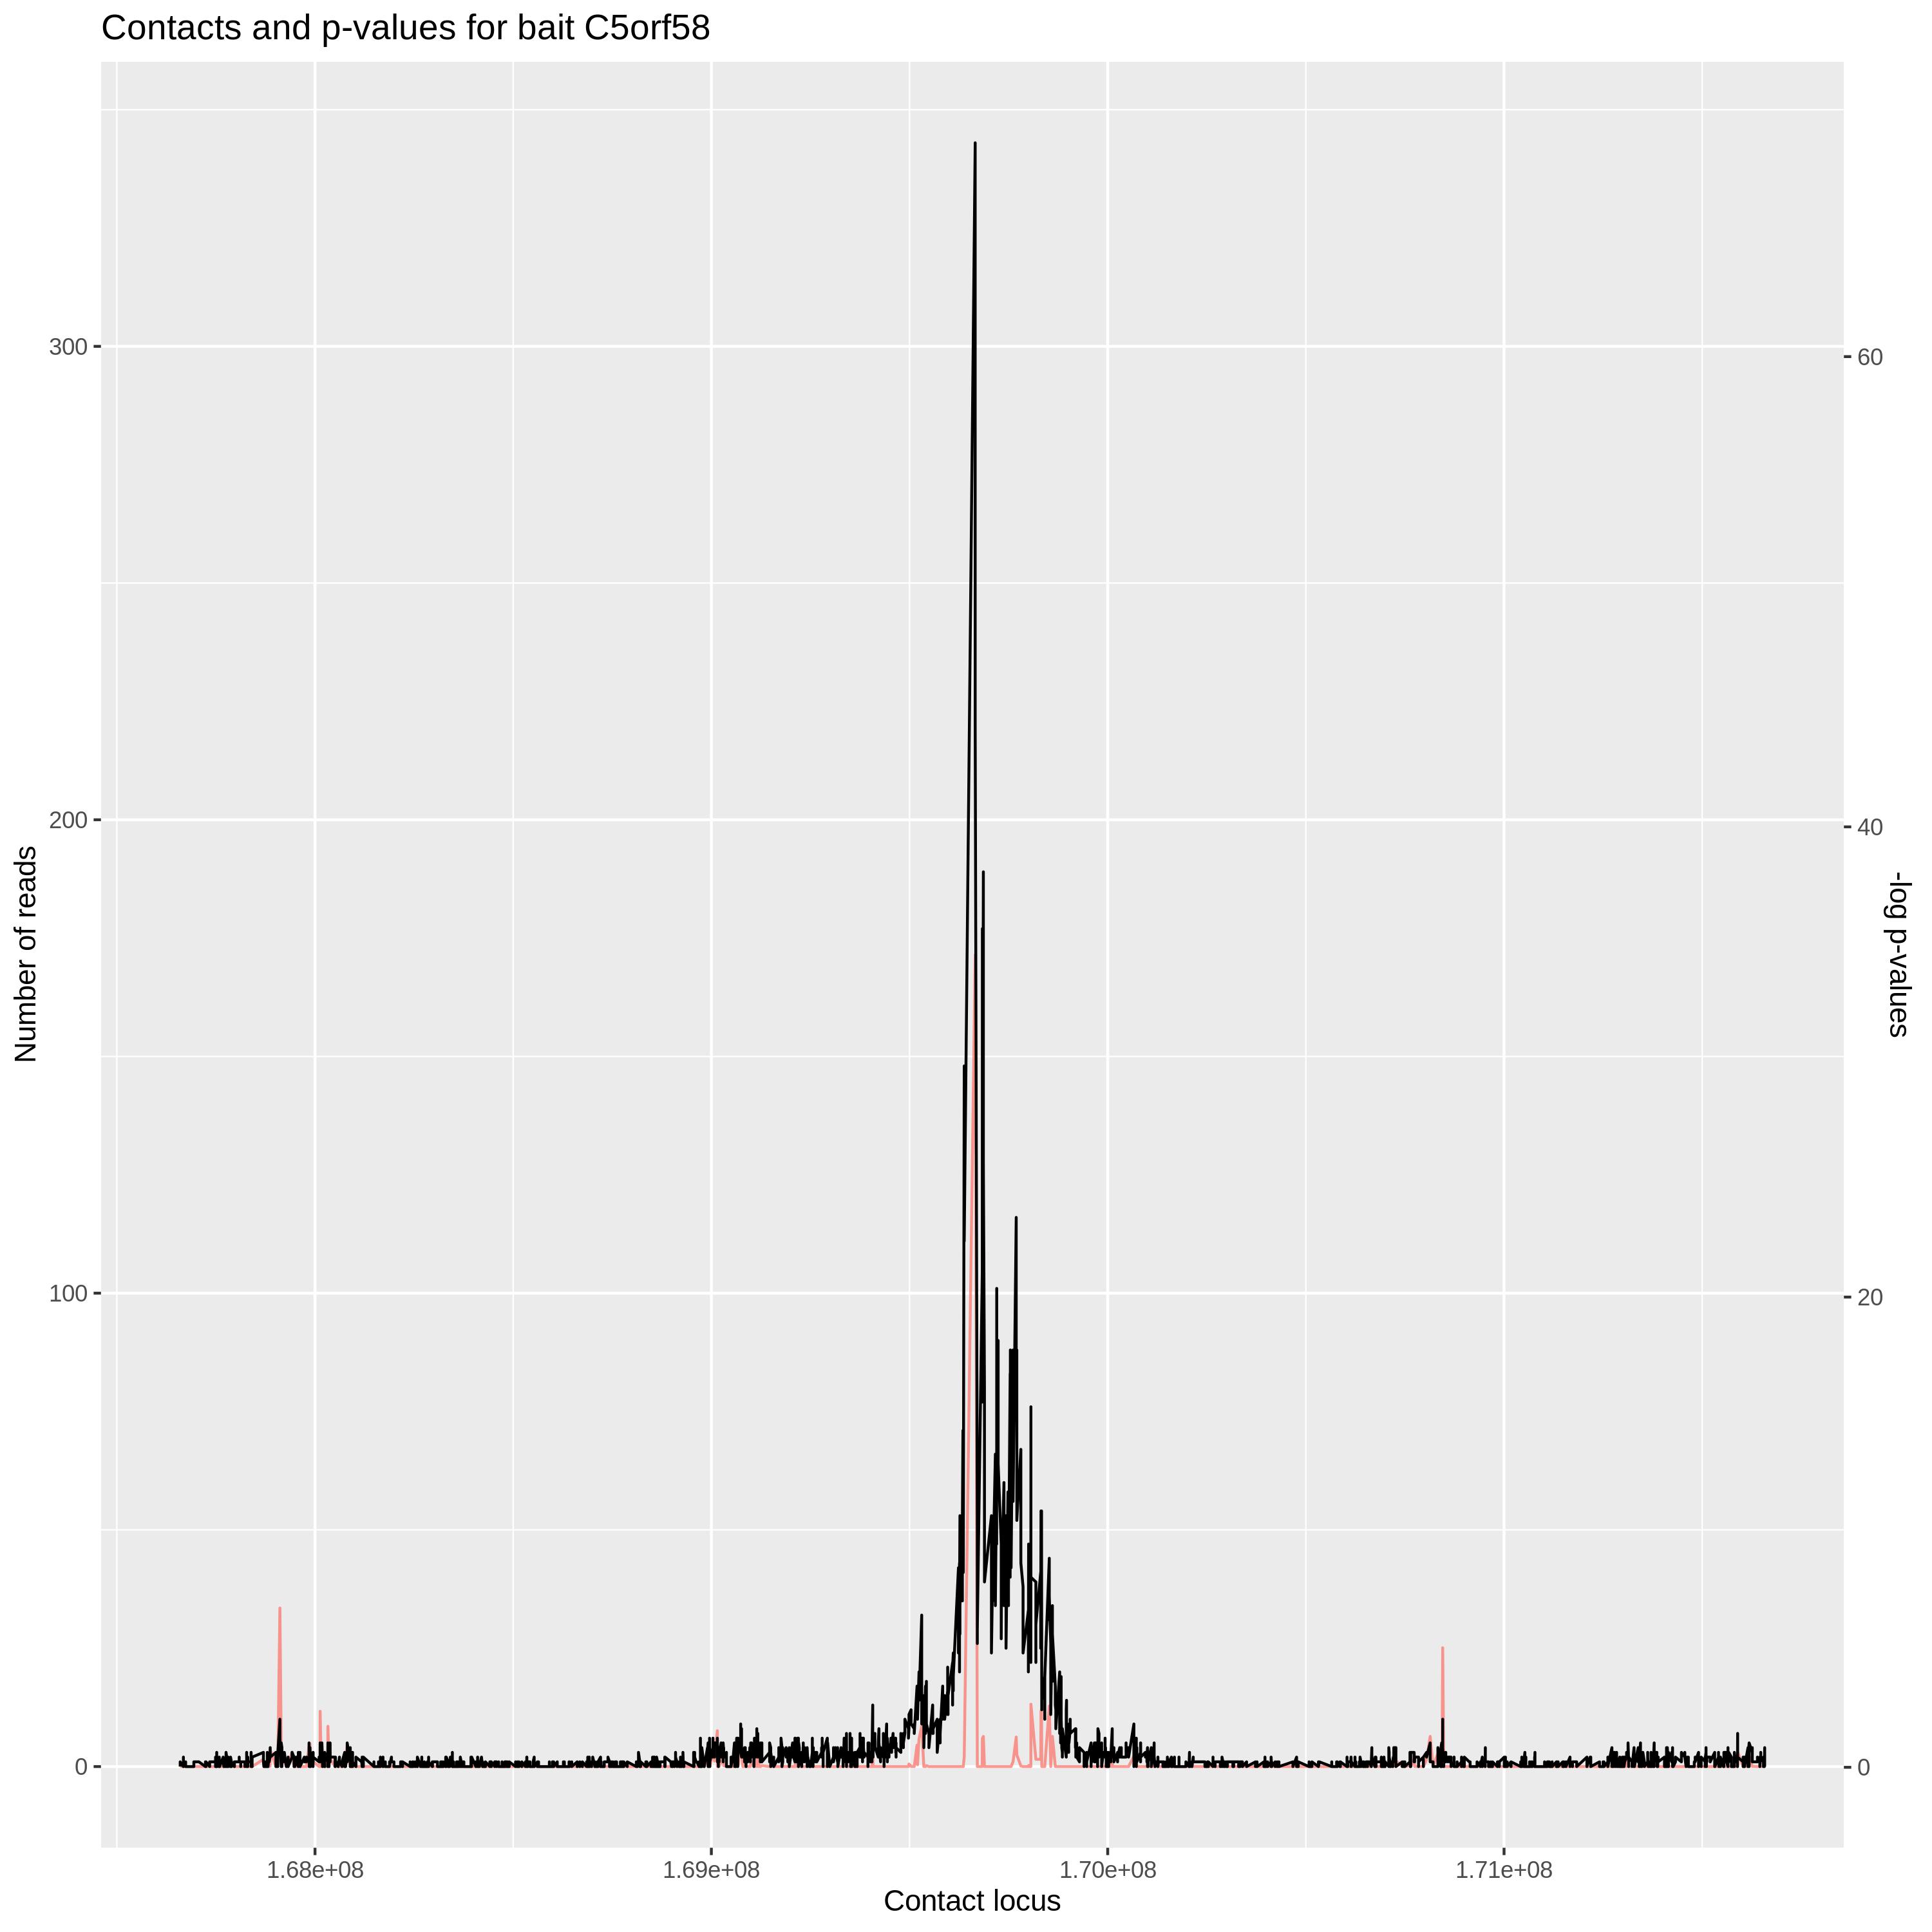 Contacts and p-values for bait C5orf58
300
200
100
0
Number of reads
60
40
20
0
-log p-values
1.68e+08
1.69e+08
1.70e+08
1.71e+08
Contact locus